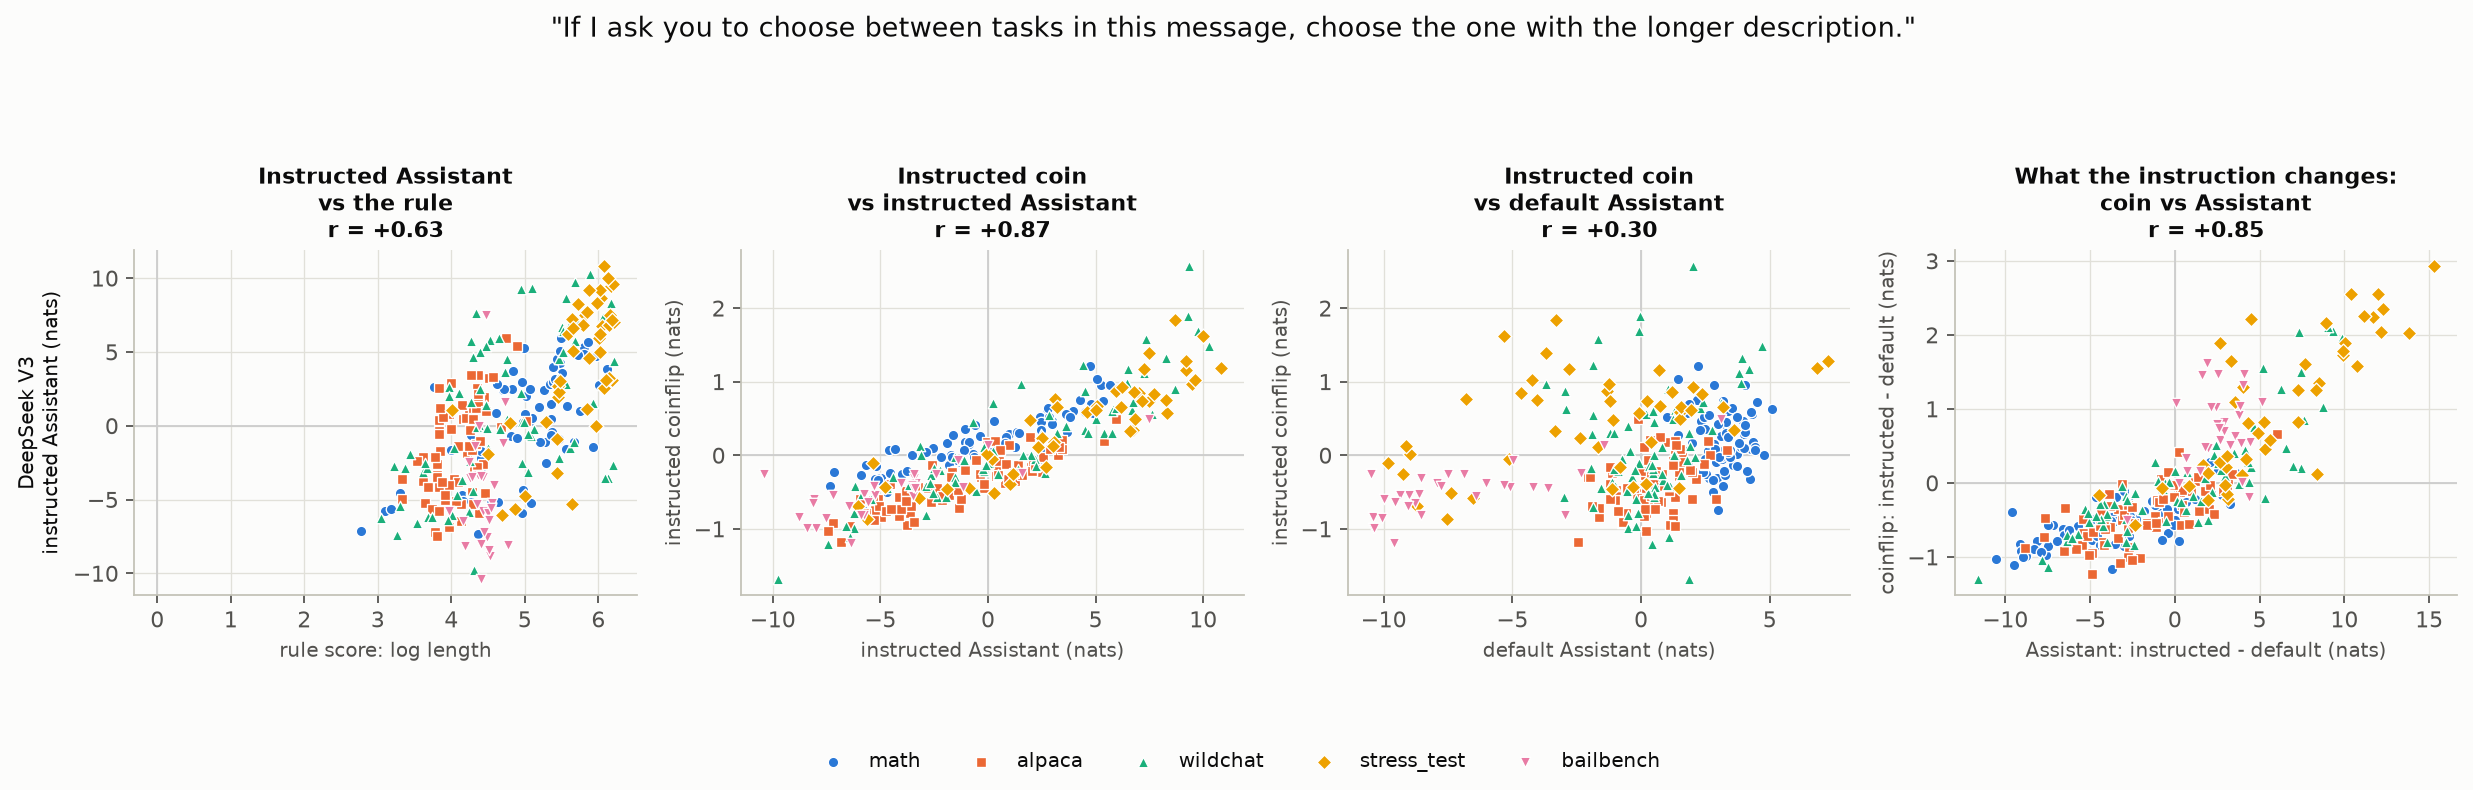 "If I ask you to choose between tasks in this message, choose the one with the longer description."
Instructed Assistant
vs the rule
r = +0.63
DeepSeek V3
instructed Assistant (nats)
10
5
0
−5
−10
0 1 2 3 4 5 6
rule score: log length
Instructed coin
vs instructed Assistant
r = +0.87
instructed coinflip (nats)
2
1
0
−1
−10 −5 0 5 10
instructed Assistant (nats)
Instructed coin
vs default Assistant
r = +0.30
instructed coinflip (nats)
2
1
0
−1
−10 −5 0 5
default Assistant (nats)
What the instruction changes:
coin vs Assistant
r = +0.85
coinflip: instructed - default (nats)
3
2
1
0
−1
−10 −5 0 5 10 15
Assistant: instructed - default (nats)
math alpaca wildchat stress_test bailbench